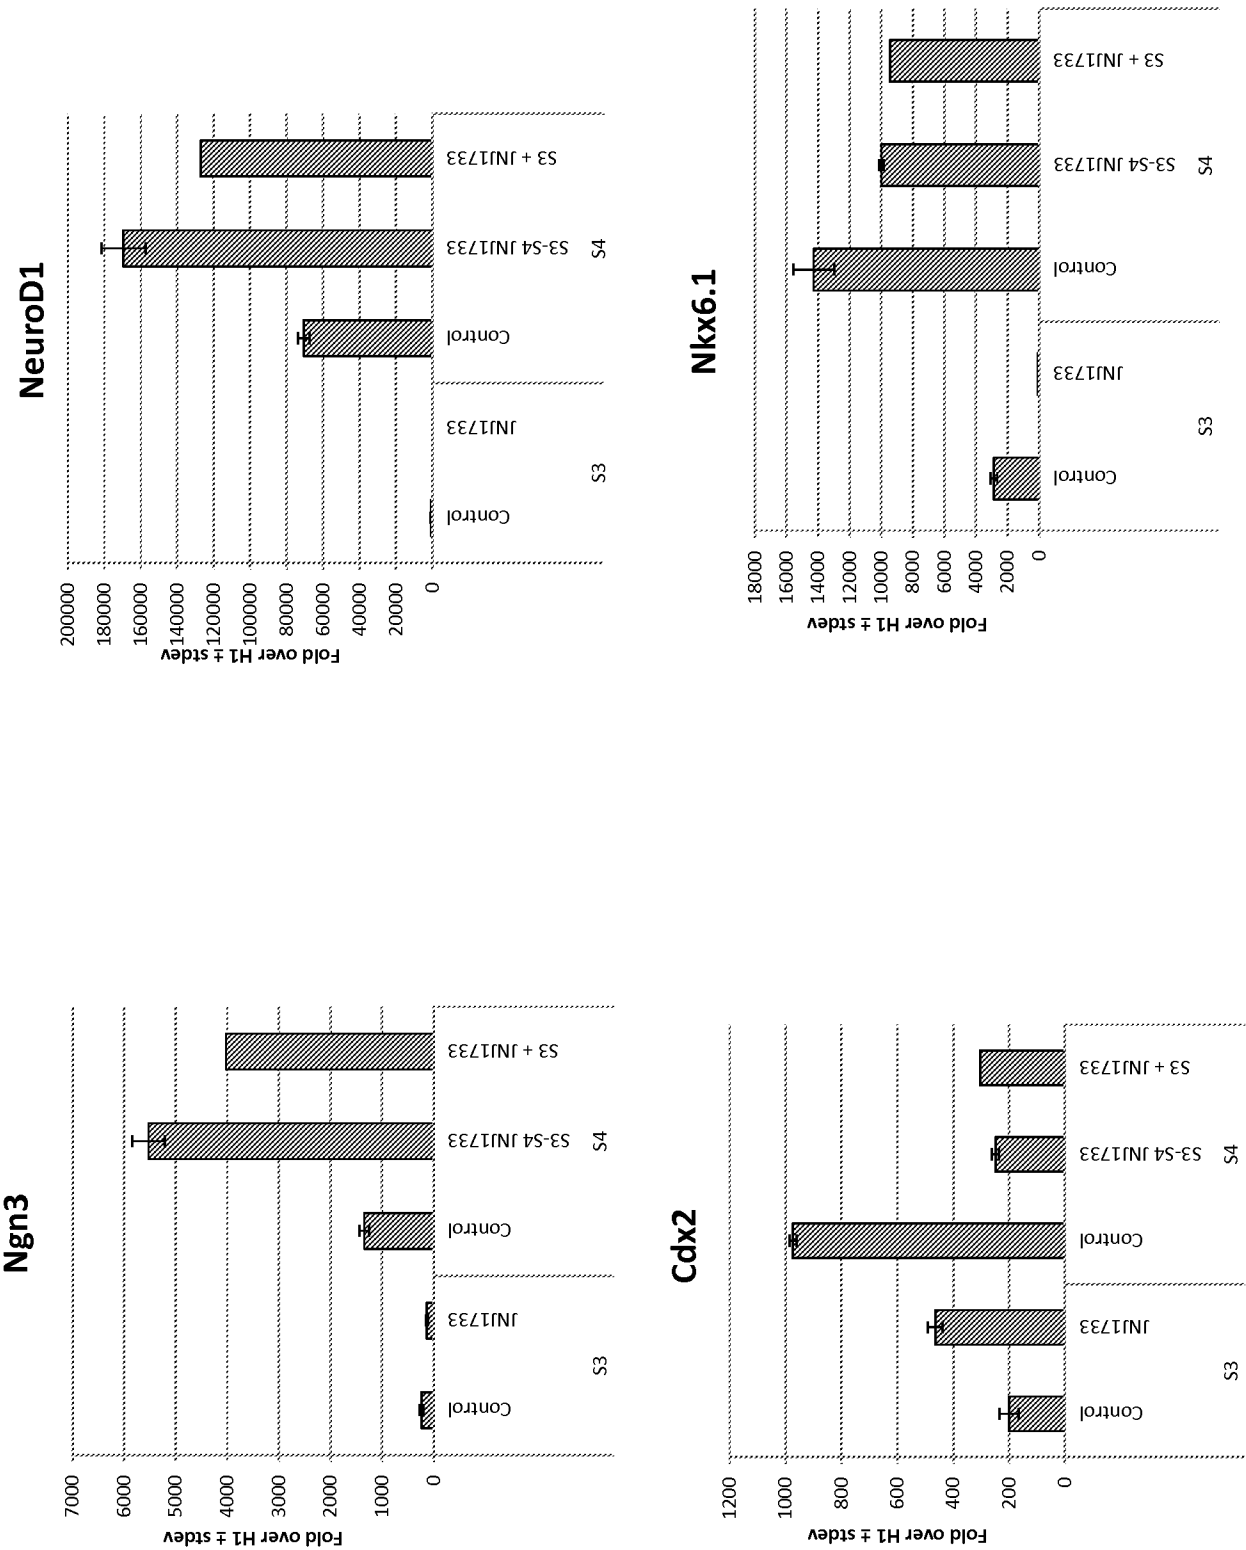 NeuroD1
Fold over H1 ± stdev
200000
180000
160000
140000
120000
100000
80000
60000
40000
20000
0
Control
JNJ1733
Control
S3-S4 JNJ1733
S3 + JNJ1733
S3
S4
Nkx6.1
Fold over H1 ± stdev
18000
16000
14000
12000
10000
8000
6000
4000
2000
0
Control
JNJ1733
Control
S3-S4 JNJ1733
S3 + JNJ1733
S3
S4
Ngn3
Fold over H1 ± stdev
7000
6000
5000
4000
3000
2000
1000
0
Control
JNJ1733
Control
S3-S4 JNJ1733
S3 + JNJ1733
S3
S4
Cdx2
Fold over H1 ± stdev
1200
1000
800
600
400
200
0
Control
JNJ1733
Control
S3-S4 JNJ1733
S3 + JNJ1733
S3
S4